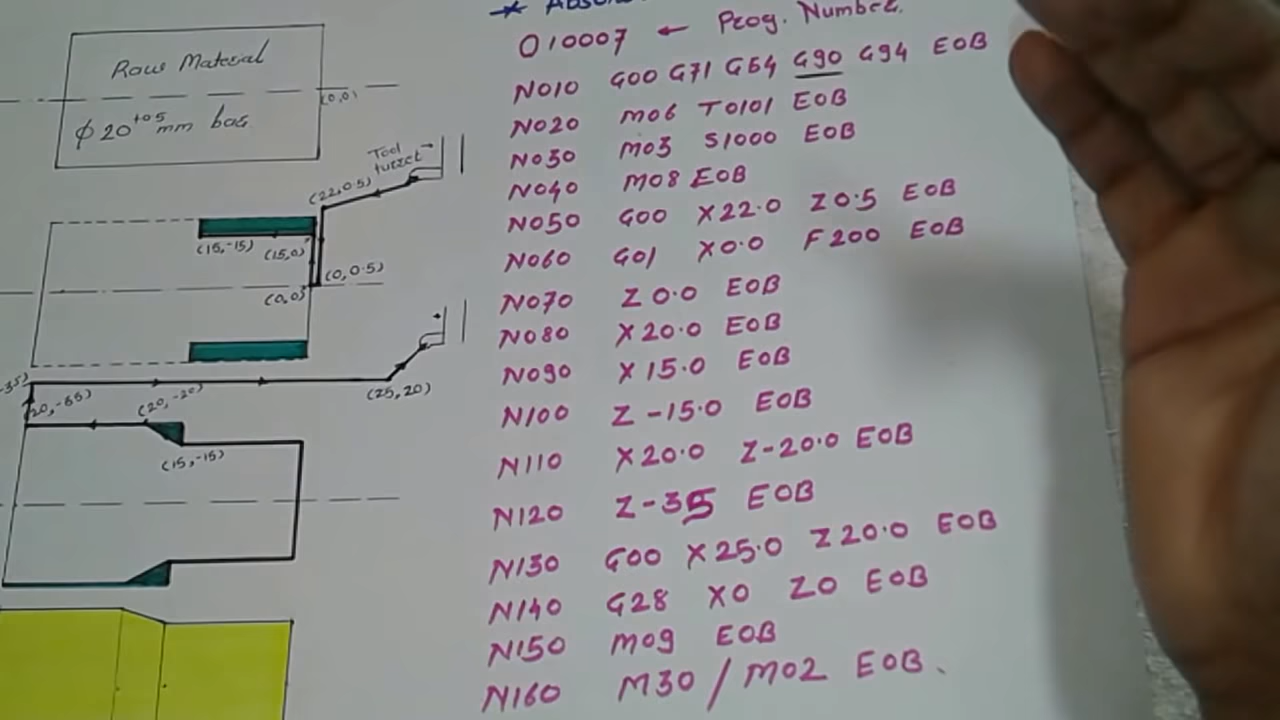 Raw Material
(0,0)
ϕ 20⁺⁰⁵ mm bar
Tool turret
(22,0.5)
(15,-15) (15,0)
(0,0.5)
(0,0)
-35)
(20,-65) (20,-20)
(25,20)
(15,-15)
* Abso
O10007 ← Prog. Number.
N010 G00 G71 G54 G90 G94 EOB
N020 M06 T0101 EOB
N030 M03 S1000 EOB
N040 M08 EOB
N050 G00 X22.0 Z0.5 EOB
N060 G01 X0.0 F200 EOB
N070 Z0.0 EOB
N080 X20.0 EOB
N090 X15.0 EOB
N100 Z-15.0 EOB
N110 X20.0 Z-20.0 EOB
N120 Z-35 EOB
N130 G00 X25.0 Z20.0 EOB
N140 G28 X0 Z0 EOB
N150 M09 EOB
N160 M30 / M02 EOB.